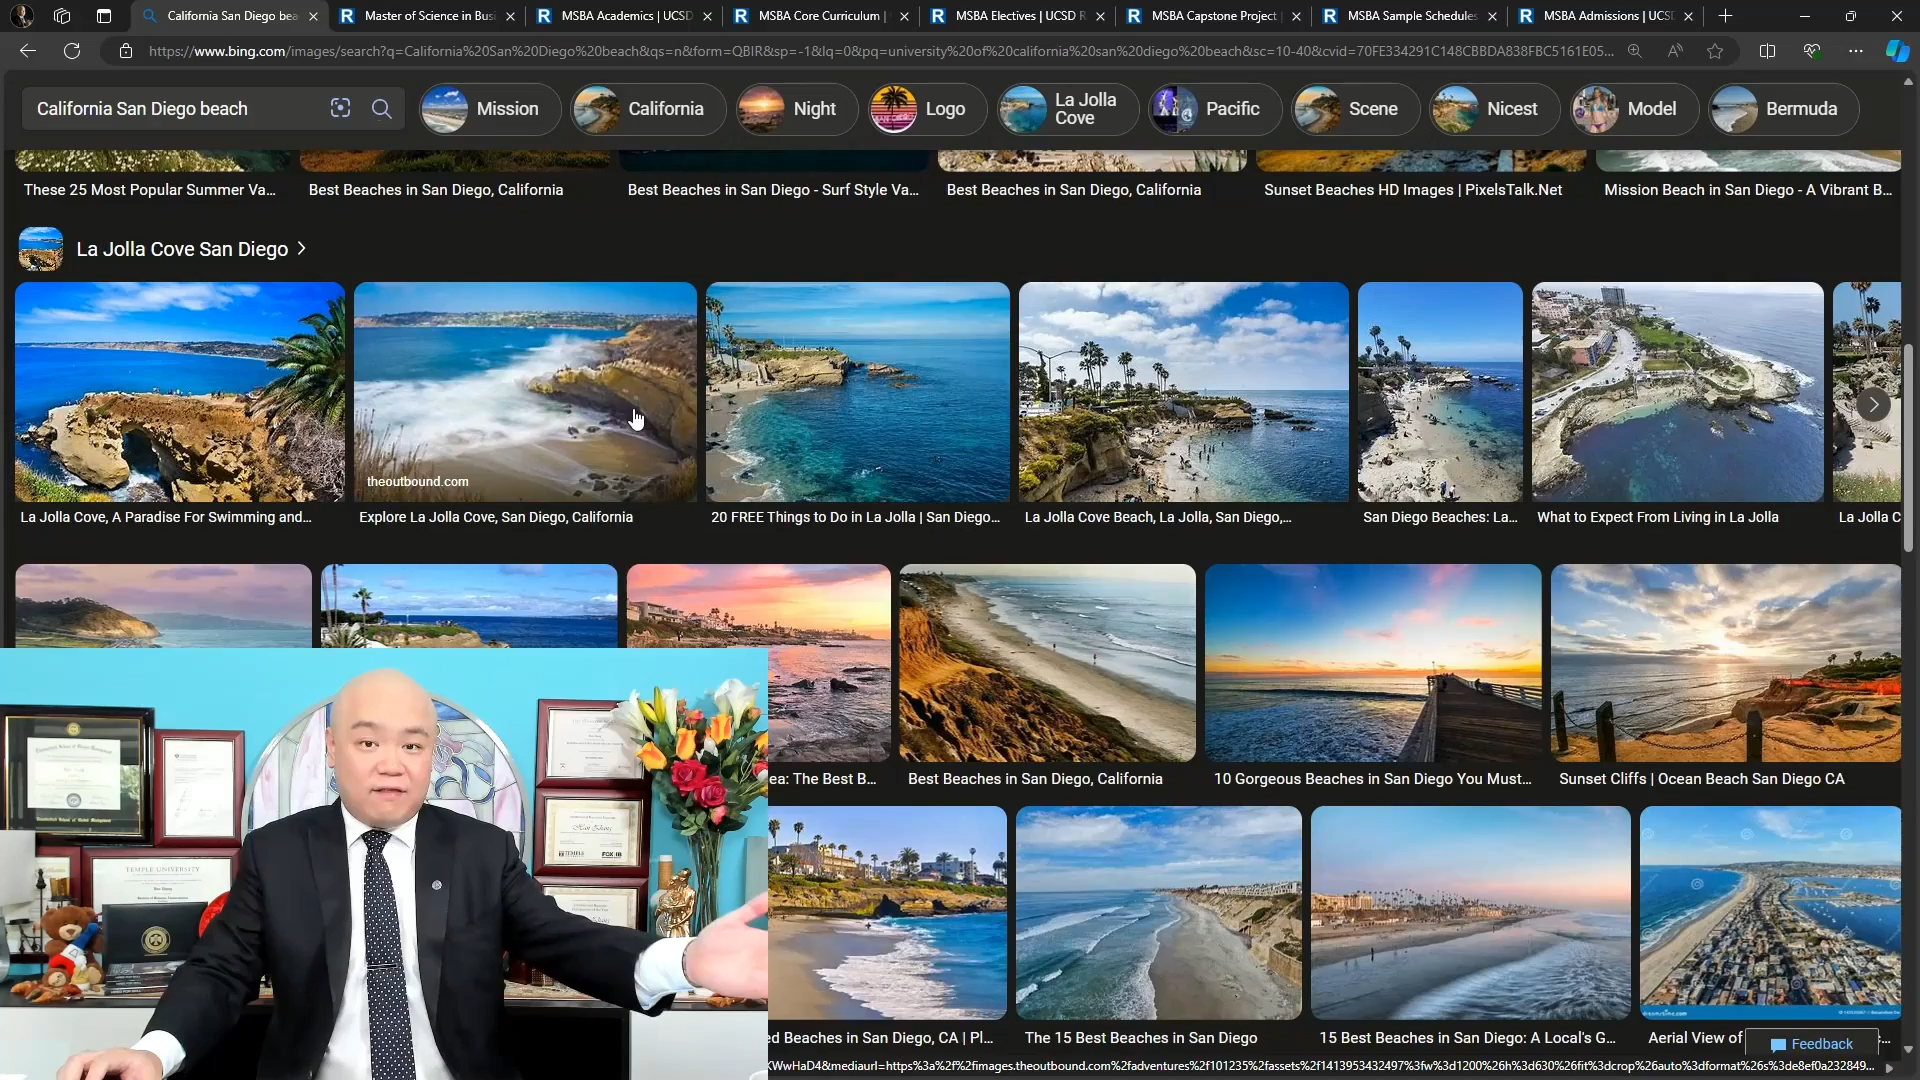 California San Diego bea
Master of Science in Busi
MSBA Academics | UCSD
MSBA Core Curriculum |
MSBA Electives | UCSD R
MSBA Capstone Project
MSBA Sample Schedules
MSBA Admissions | UCSD
https://www.bing.com/images/search?q=California%20San%20Diego%20beach&qs=n&form=QBIR&sp=-1&lq=0&pq=university%20of%20california%20san%20diego%20beach&sc=10-40&cvid=70FE334291C148CBBDA838FBC5161E05...
California San Diego beach
Mission
California
Night
Logo
La Jolla
Cove
Pacific
Scene
Nicest
Model
Bermuda
These 25 Most Popular Summer Va...
Best Beaches in San Diego, California
Best Beaches in San Diego - Surf Style Va...
Best Beaches in San Diego, California
Sunset Beaches HD Images | PixelsTalk.Net
Mission Beach in San Diego - A Vibrant B...
La Jolla Cove San Diego
theoutbound.com
La Jolla Cove, A Paradise For Swimming and...
Explore La Jolla Cove, San Diego, California
20 FREE Things to Do in La Jolla | San Diego...
La Jolla Cove Beach, La Jolla, San Diego,...
San Diego Beaches: La...
What to Expect From Living in La Jolla
La Jolla C
ea: The Best B...
Best Beaches in San Diego, California
10 Gorgeous Beaches in San Diego You Must...
Sunset Cliffs | Ocean Beach San Diego CA
TEMPLE UNIVERSITY
FOX·IB
ed Beaches in San Diego, CA | Pl...
The 15 Best Beaches in San Diego
15 Best Beaches in San Diego: A Local's G...
Aerial View of
Feedback
KWwHaD4&mediaurl=https%3a%2f%2fimages.theoutbound.com%2fadventures%2f101235%2fassets%2f1413953432497%3fw%3d1200%26h%3d630%26fit%3dcrop%26auto%3dformat%26s%3de8ef0a232849...